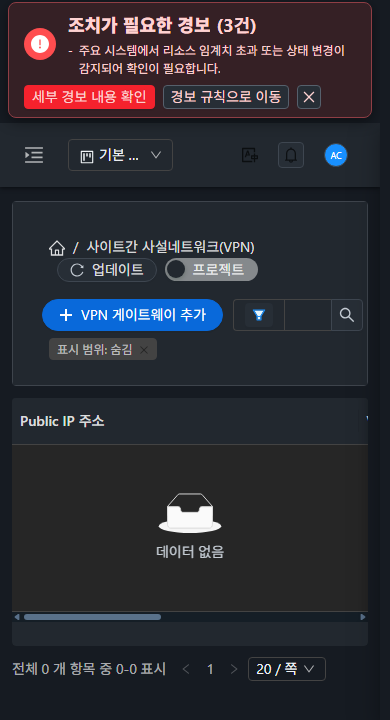 조치가 필요한 경보 (3건)
- 주요 시스템에서 리소스 임계치 초과 또는 상태 변경이
감지되어 확인이 필요합니다.
세부 경보 내용 확인 경보 규칙으로 이동
기본 ... AC
/ 사이트간 사설네트워크(VPN)
업데이트 프로젝트
VPN 게이트웨이 추가
표시 범위: 숨김
Public IP 주소
데이터 없음
전체 0 개 항목 중 0-0 표시 1 20 / 쪽